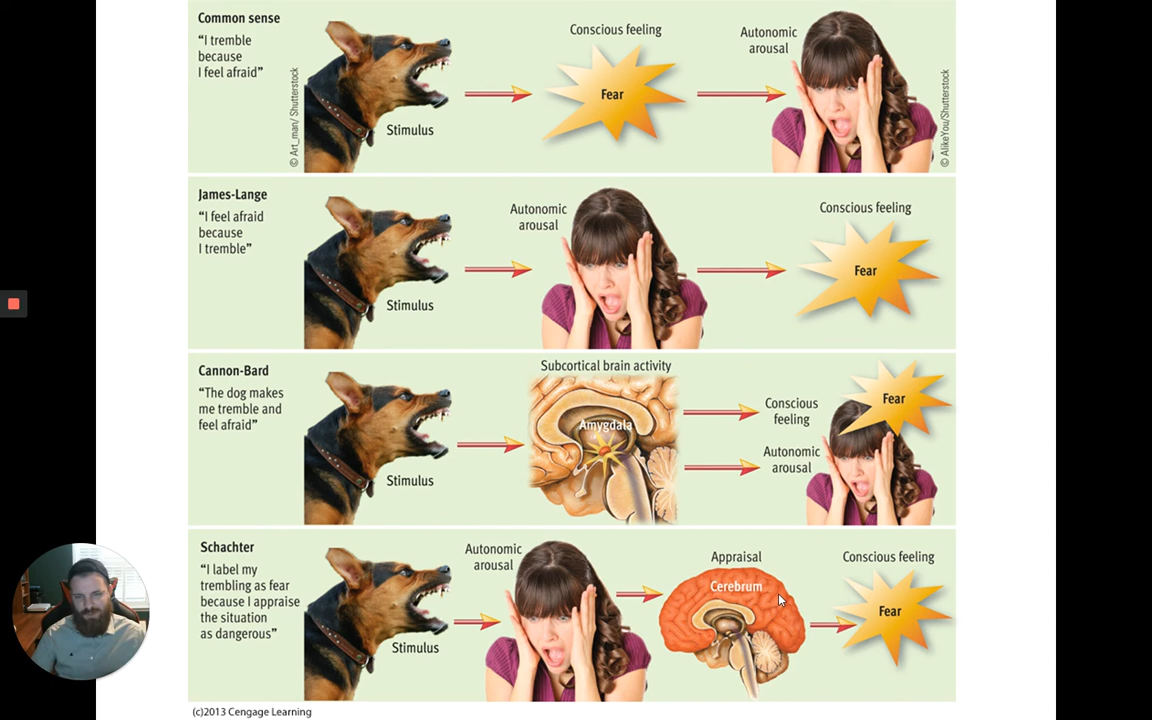 Common sense
“I tremble
because
I feel afraid”
© Art_man/ Shutterstock
Stimulus
Conscious feeling
Fear
Autonomic
arousal
© AlikeYou/Shutterstock
James-Lange
“I feel afraid
because
I tremble”
Stimulus
Autonomic
arousal
Conscious feeling
Fear
Cannon-Bard
“The dog makes
me tremble and
feel afraid”
Stimulus
Subcortical brain activity
Amygdala
Conscious
feeling
Autonomic
arousal
Fear
Schachter
“I label my
trembling as fear
because I appraise
the situation
as dangerous”
Stimulus
Autonomic
arousal
Appraisal
Cerebrum
Conscious feeling
Fear
(c)2013 Cengage Learning